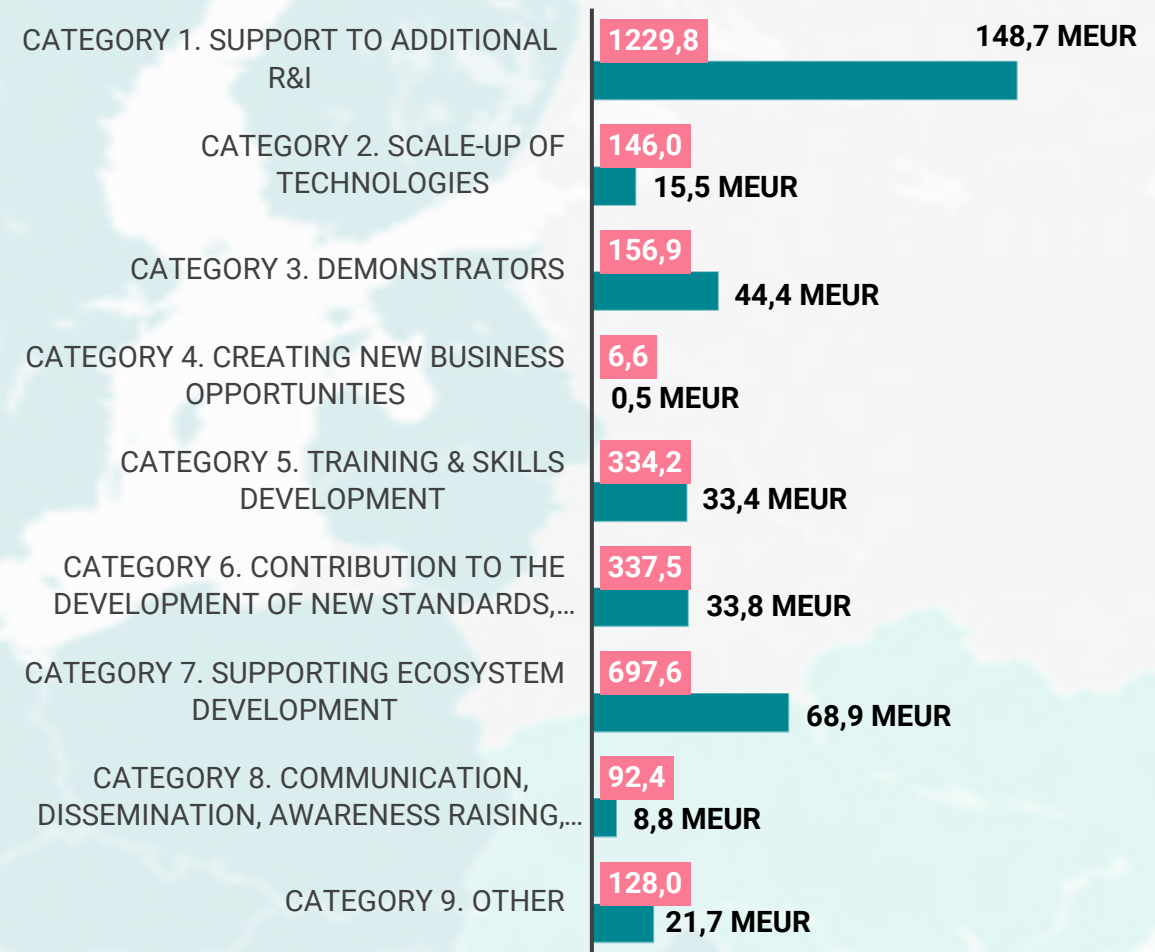 CATEGORY 1. SUPPORT TO ADDITIONAL
R&I
1229,8
148,7 MEUR
CATEGORY 2. SCALE-UP OF
TECHNOLOGIES
146,0
15,5 MEUR
CATEGORY 3. DEMONSTRATORS
156,9
44,4 MEUR
CATEGORY 4. CREATING NEW BUSINESS
OPPORTUNITIES
6,6
0,5 MEUR
CATEGORY 5. TRAINING & SKILLS
DEVELOPMENT
334,2
33,4 MEUR
CATEGORY 6. CONTRIBUTION TO THE
DEVELOPMENT OF NEW STANDARDS,...
337,5
33,8 MEUR
CATEGORY 7. SUPPORTING ECOSYSTEM
DEVELOPMENT
697,6
68,9 MEUR
CATEGORY 8. COMMUNICATION,
DISSEMINATION, AWARENESS RAISING,...
92,4
8,8 MEUR
CATEGORY 9. OTHER
128,0
21,7 MEUR